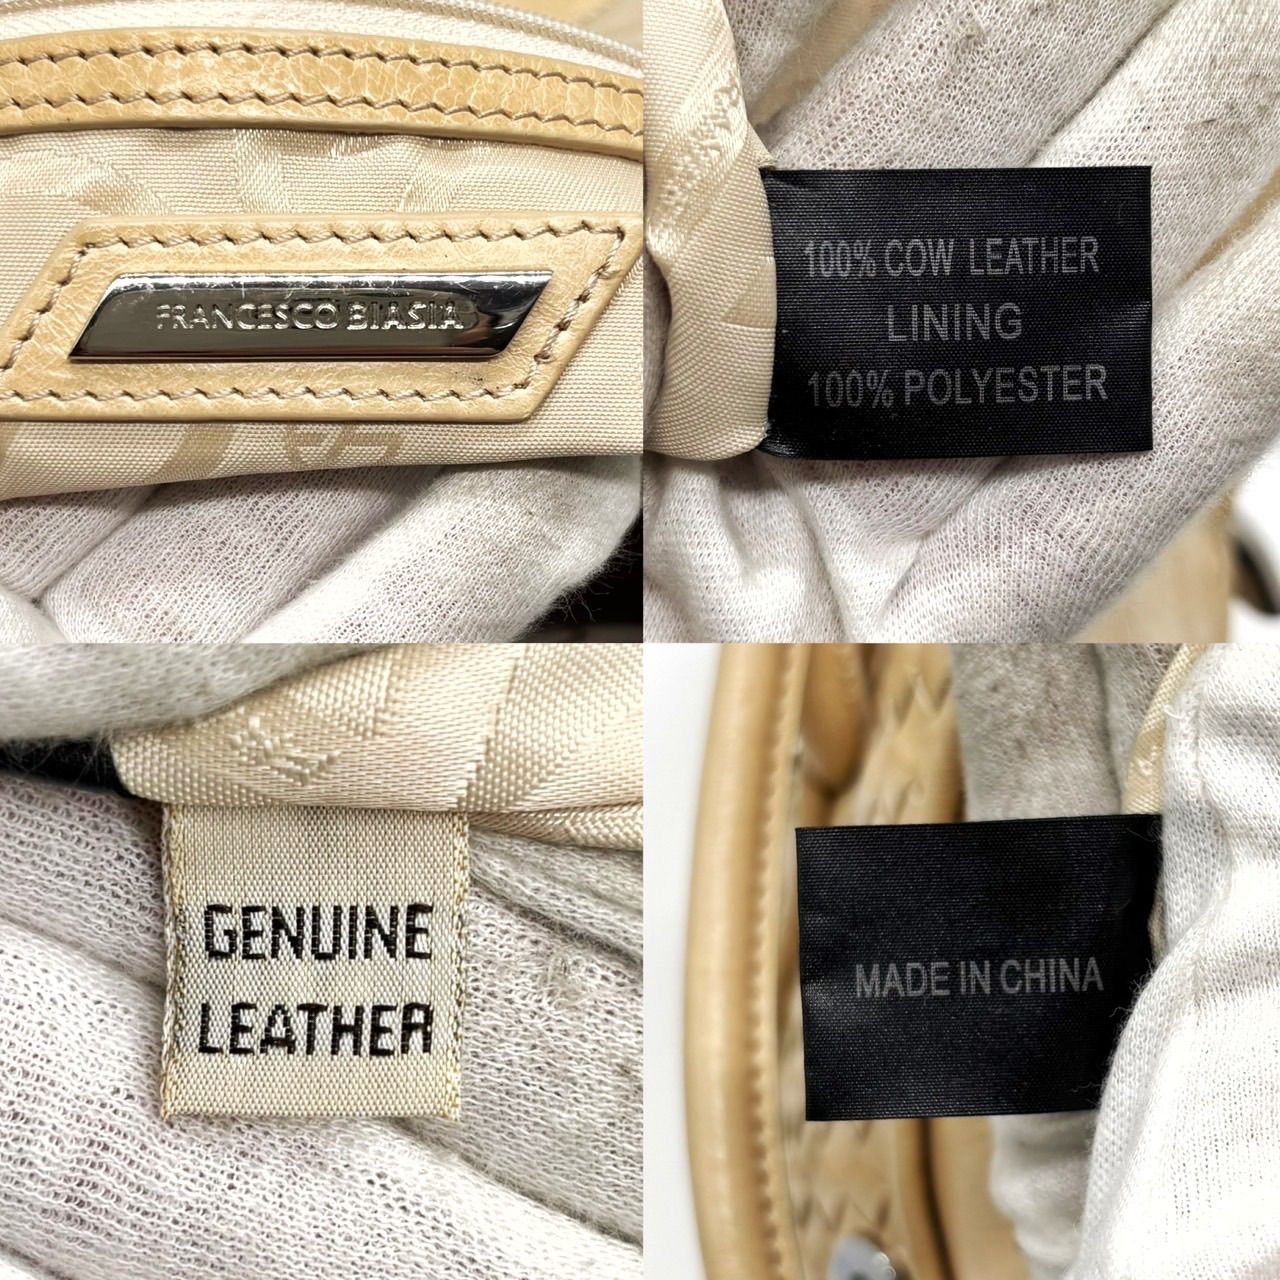 FRANCESCO BIASIA
100% COW LEATHER
LINING
100% POLYESTER
GENUINE
LEATHER
MADE IN CHINA